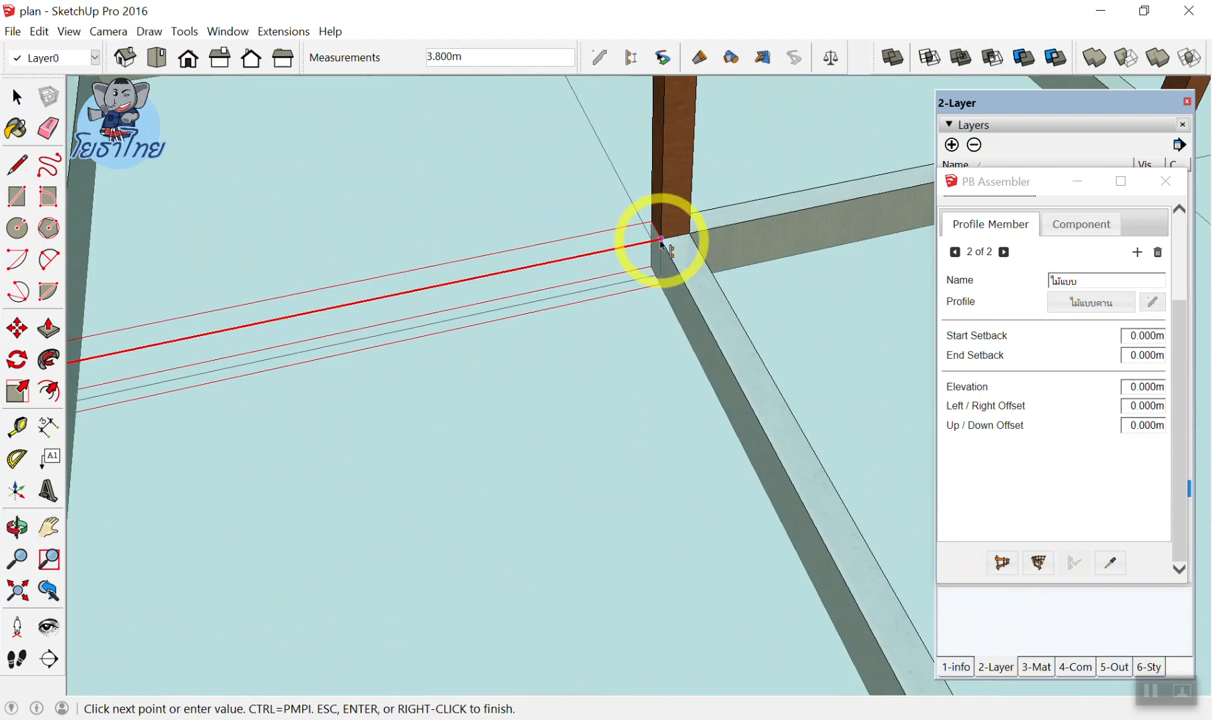 plan - SketchUp Pro 2016
File Edit View Camera Draw Tools Window Extensions Help
Layer0
Measurements
3.800m
โยธาไทย
2-Layer
Layers
Name
Vis
C
PB Assembler
Profile Member
Component
2 of 2
Name
ไม้แบบ
Profile
ไม้แบบคาน
Start Setback
0.000m
End Setback
0.000m
Elevation
0.000m
Left / Right Offset
0.000m
Up / Down Offset
0.000m
A1
1-info 2-Layer 3-Mat 4-Com 5-Out 6-Sty
Click next point or enter value. CTRL=PMPI. ESC, ENTER, or RIGHT-CLICK to finish.